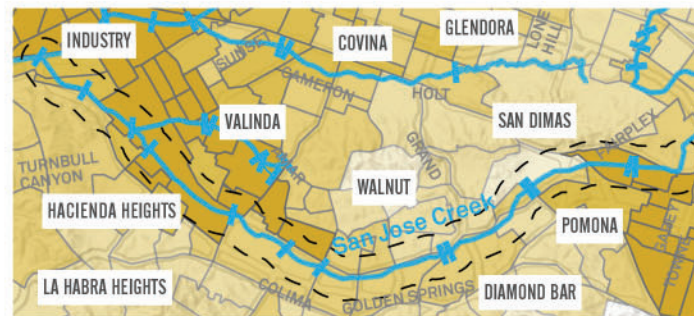 INDUSTRY
SUNSET
COVINA
GLENDORA
LONE
HILL
CAMERON
HOLT
VALINDA
SAN DIMAS
TURNBULL
CANYON
GRAND
WALNUT
HACIENDA HEIGHTS
San Jose Creek
POMONA
LA HABRA HEIGHTS
COLIMA
GOLDEN SPRINGS
DIAMOND BAR
TOWNE